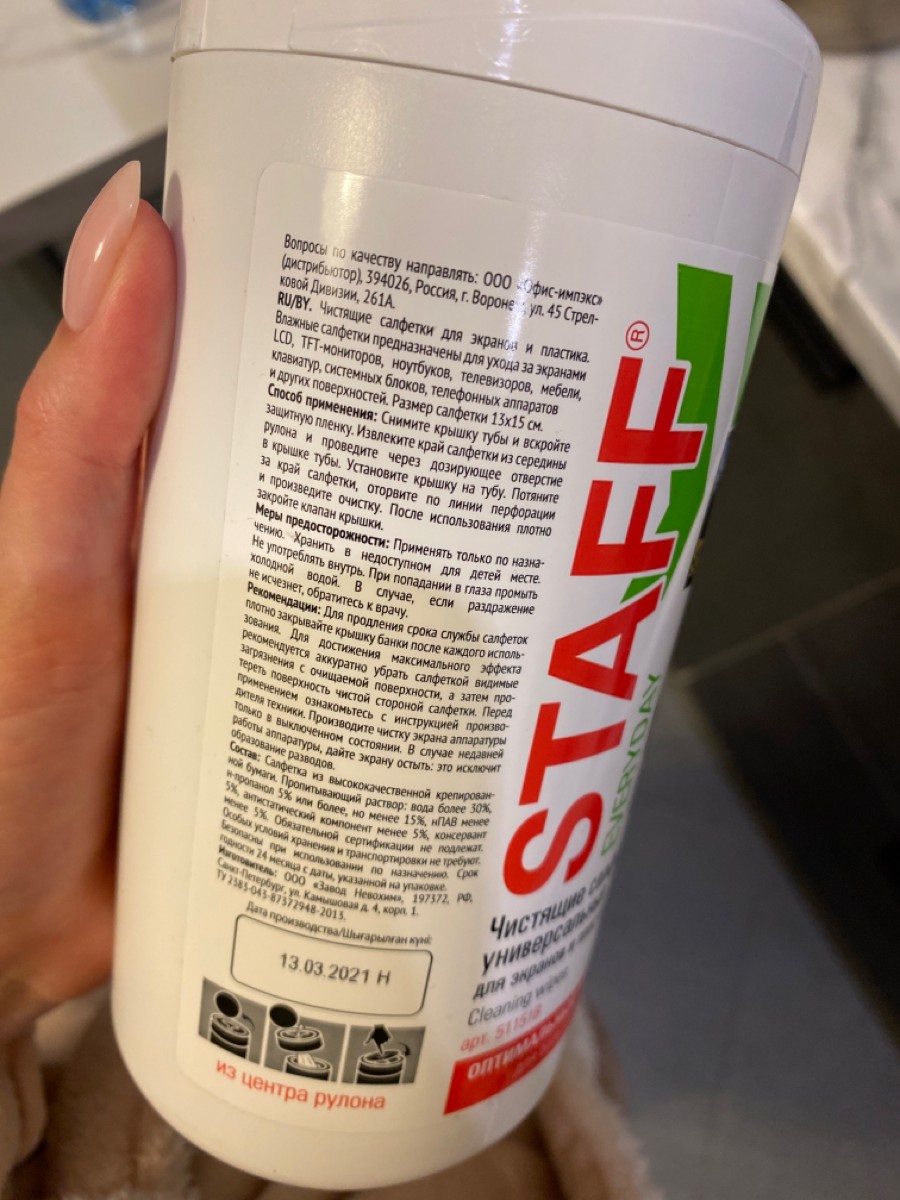 Вопросы по качеству направлять: ООО «Офис-импэкс»
(дистрибьютор), 394026, Россия, г. Воронеж, ул. 45 Стрел-
ковой Дивизии, 261А.
RU/BY. Чистящие салфетки для экранов и пластика.
Влажные салфетки предназначены для ухода за экранами
LCD, TFT-мониторов, ноутбуков, телевизоров, мебели,
клавиатур, системных блоков, телефонных аппаратов
и других поверхностей. Размер салфетки 13х15 см.
Способ применения: Снимите крышку тубы и вскройте
защитную пленку. Извлеките край салфетки из середины
рулона и проведите через дозирующее отверстие
в крышке тубы. Установите крышку на тубу. Потяните
за край салфетки, оторвите по линии перфорации
и произведите очистку. После использования плотно
закройте клапан крышки.
Меры предосторожности: Применять только по назна-
чению. Хранить в недоступном для детей месте.
Не употреблять внутрь. При попадании в глаза промыть
холодной водой. В случае, если раздражение
не исчезнет, обратитесь к врачу.
Рекомендации: Для продления срока службы салфеток
плотно закрывайте крышку банки после каждого исполь-
зования. Для достижения максимального эффекта
рекомендуется аккуратно убрать салфеткой видимые
загрязнения с очищаемой поверхности, а затем про-
тереть поверхность чистой стороной салфетки. Перед
применением ознакомьтесь с инструкцией произво-
дителя техники. Производите чистку экрана аппаратуры
только в выключенном состоянии. В случае недавней
работы аппаратуры, дайте экрану остыть: это исключит
образование разводов.
Состав: Салфетка из высококачественной крепирован-
ной бумаги. Пропитывающий раствор: вода более 30%,
н-пропанол 5% или более, но менее 15%, нПАВ менее
5%, антистатический компонент менее 5%, консервант
менее 5%. Обязательной сертификации не подлежат.
Особых условий хранения и транспортировки не требуют.
Безопасны при использовании по назначению. Срок
годности 24 месяца с даты, указанной на упаковке.
Изготовитель: ООО «Завод Невохим», 197372, РФ,
Санкт-Петербург, ул. Камышовая д. 4, корп. 1.
ТУ 2383-043-87372948-2013.
Дата производства/Шығарылған күні:
13.03.2021 Н
из центра рулона
STAFF®
EVERYDAY
Чистящие
универсальные
для экранов и
Cleaning wipes
арт. 511518